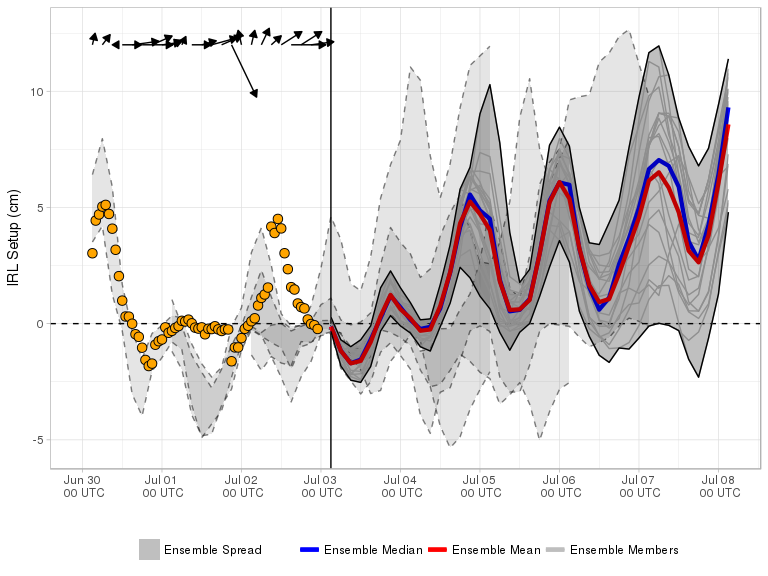 10
5
0
-5
IRL Setup (cm)
Jun 30 Jul 01 Jul 02 Jul 03 Jul 04 Jul 05 Jul 06 Jul 07 Jul 08
00 UTC 00 UTC 00 UTC 00 UTC 00 UTC 00 UTC 00 UTC 00 UTC 00 UTC
Ensemble Spread Ensemble Median Ensemble Mean Ensemble Members